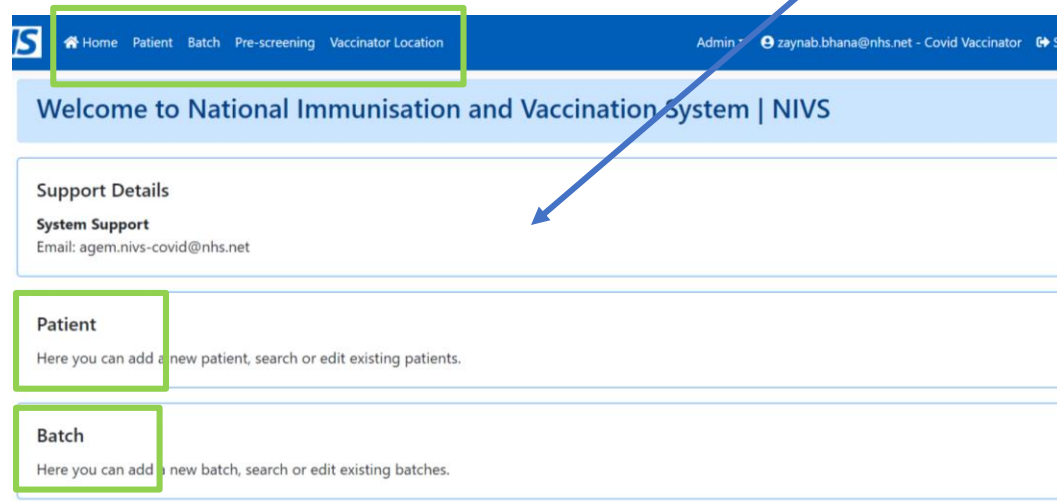 Home Patient Batch Pre-screening Vaccinator Location Admin zaynab.bhana@nhs.net - Covid Vaccinator
Welcome to National Immunisation and Vaccination System | NIVS
Support Details
System Support
Email: agem.nivs-covid@nhs.net
Patient
Here you can add a new patient, search or edit existing patients.
Batch
Here you can add a new batch, search or edit existing batches.